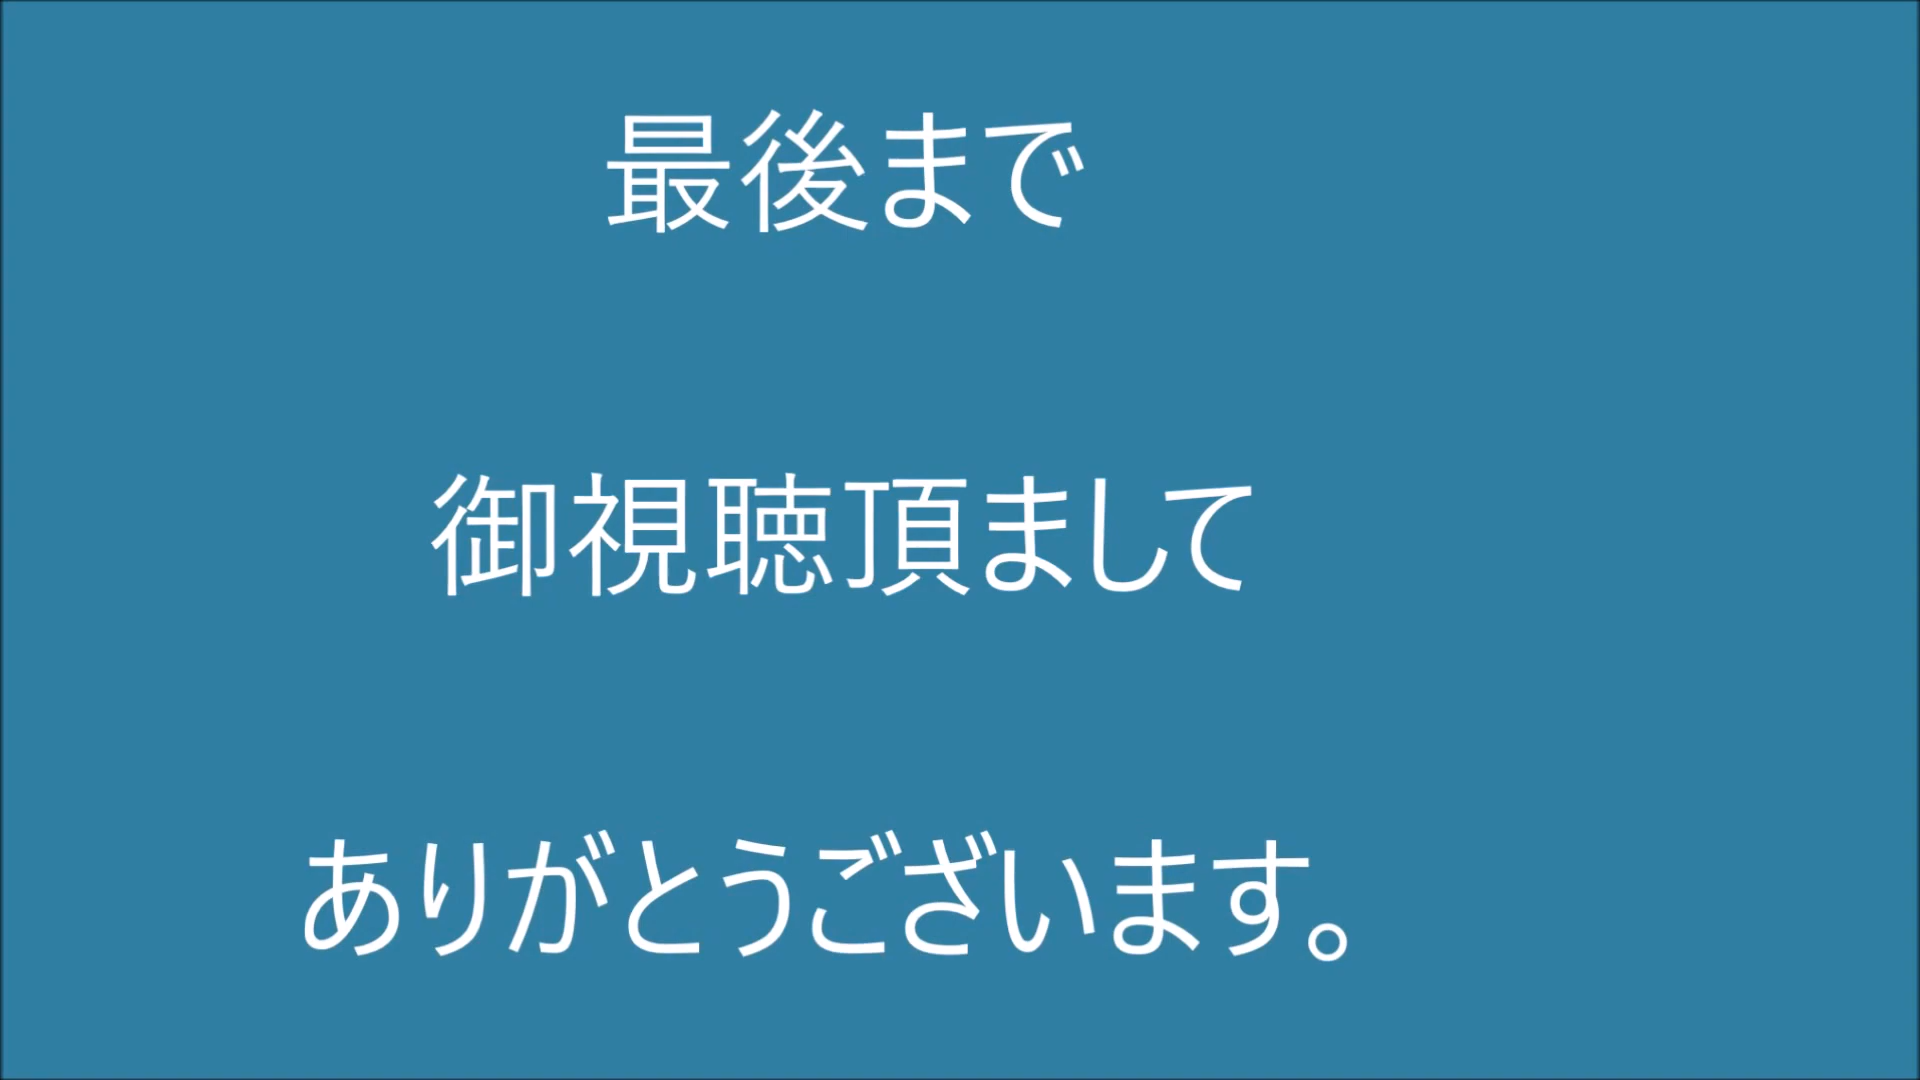 最後まで
御視聴頂まして
ありがとうございます。